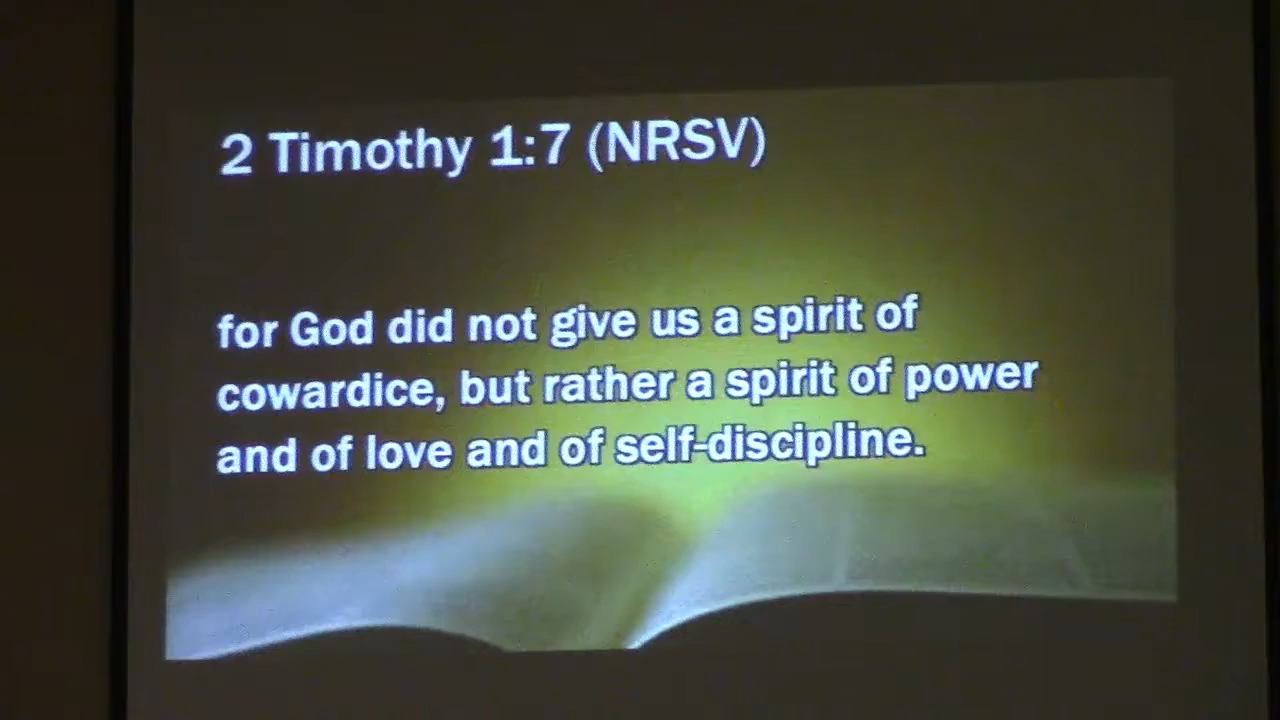 2 Timothy 1:7 (NRSV)
for God did not give us a spirit of
cowardice, but rather a spirit of power
and of love and of self-discipline.